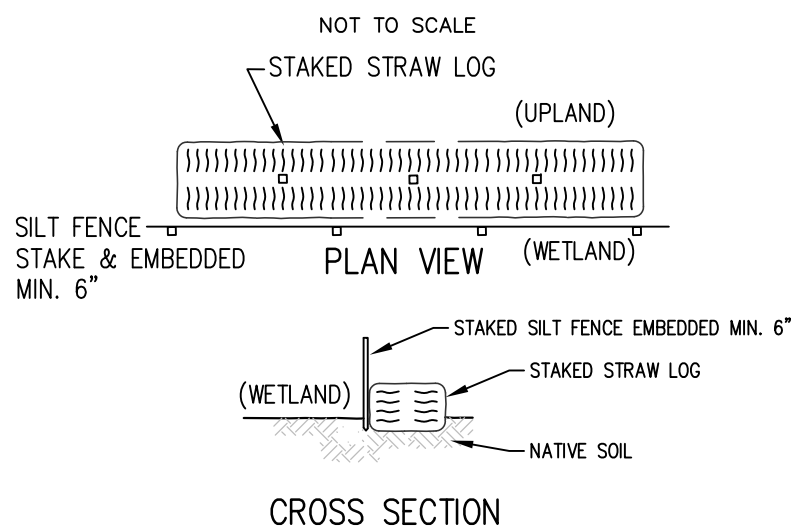 NOT TO SCALE
STAKED STRAW LOG
(UPLAND)
SILT FENCE
STAKE & EMBEDDED
MIN. 6”
PLAN VIEW
(WETLAND)
STAKED SILT FENCE EMBEDDED MIN. 6”
STAKED STRAW LOG
(WETLAND)
NATIVE SOIL
CROSS SECTION